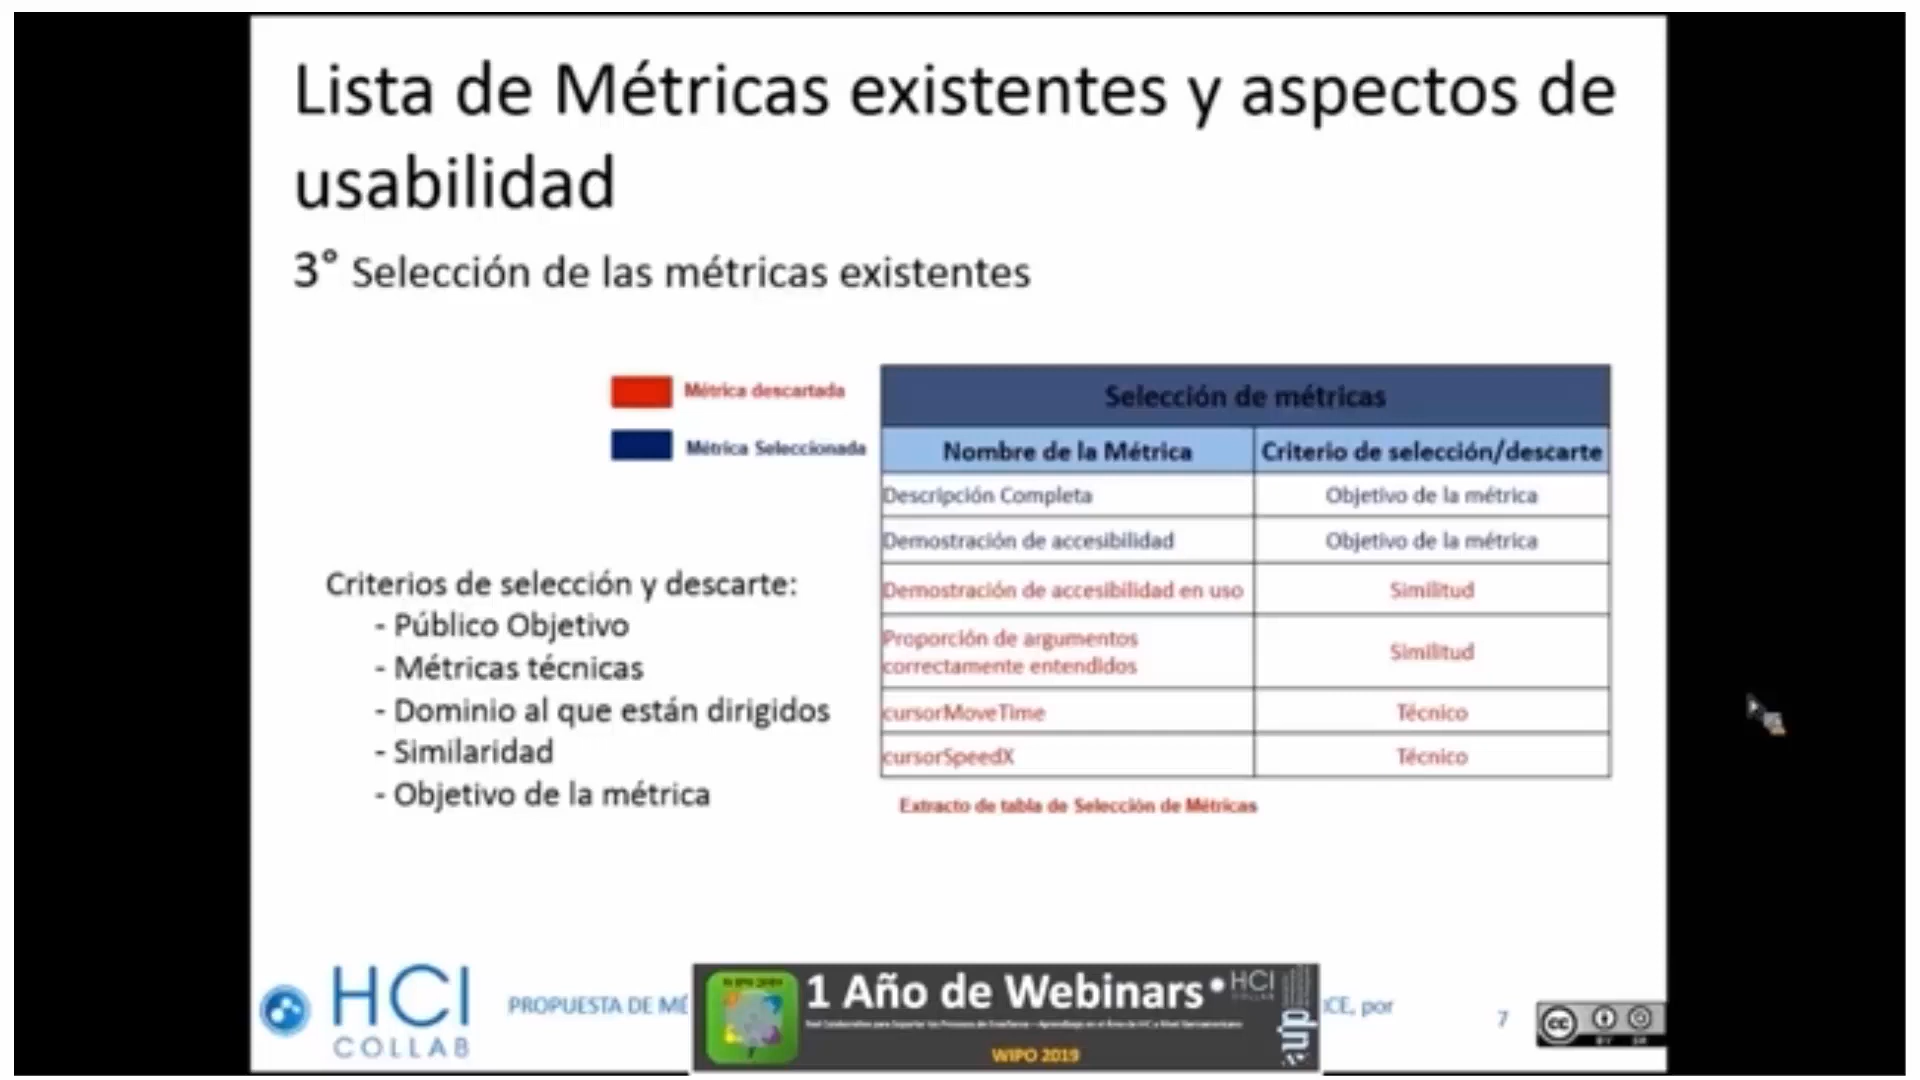 Lista de Métricas existentes y aspectos de
usabilidad
3° Selección de las métricas existentes
Métrica descartada
Métrica Seleccionada
Criterios de selección y descarte:
- Público Objetivo
- Métricas técnicas
- Dominio al que están dirigidos
- Similaridad
- Objetivo de la métrica
Selección de métricas
Nombre de la Métrica Criterio de selección/descarte
Descripción Completa Objetivo de la métrica
Demostración de accesibilidad Objetivo de la métrica
Demostración de accesibilidad en uso Similitud
Proporción de argumentos
correctamente entendidos Similitud
cursorMoveTime Técnico
cursorSpeedX Técnico
Extracto de tabla de Selección de Métricas
HCI
COLLAB
PROPUESTA DE MÉ
1 Año de Webinars
HCI
COLLAB
WIPO 2019
WIPO 2019
CE, por
7
cc
BY